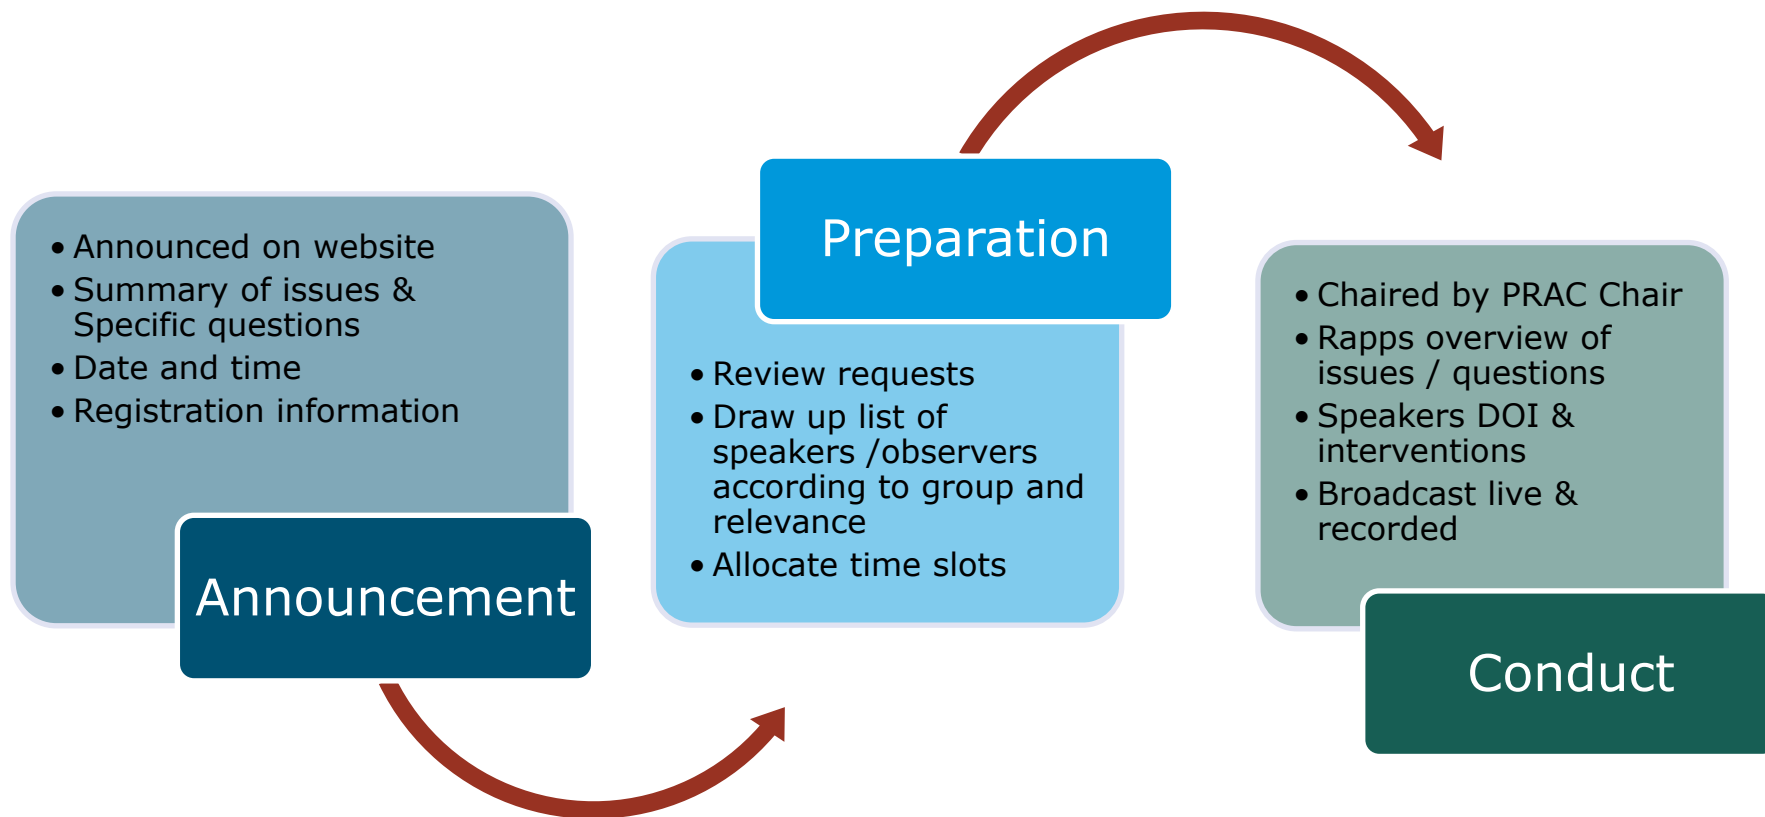 • Announced on website
• Summary of issues &
Specific questions
• Date and time
• Registration information
Announcement
Preparation
• Review requests
• Draw up list of
speakers /observers
according to group and
relevance
• Allocate time slots
• Chaired by PRAC Chair
• Rapps overview of
issues / questions
• Speakers DOI &
interventions
• Broadcast live &
recorded
Conduct